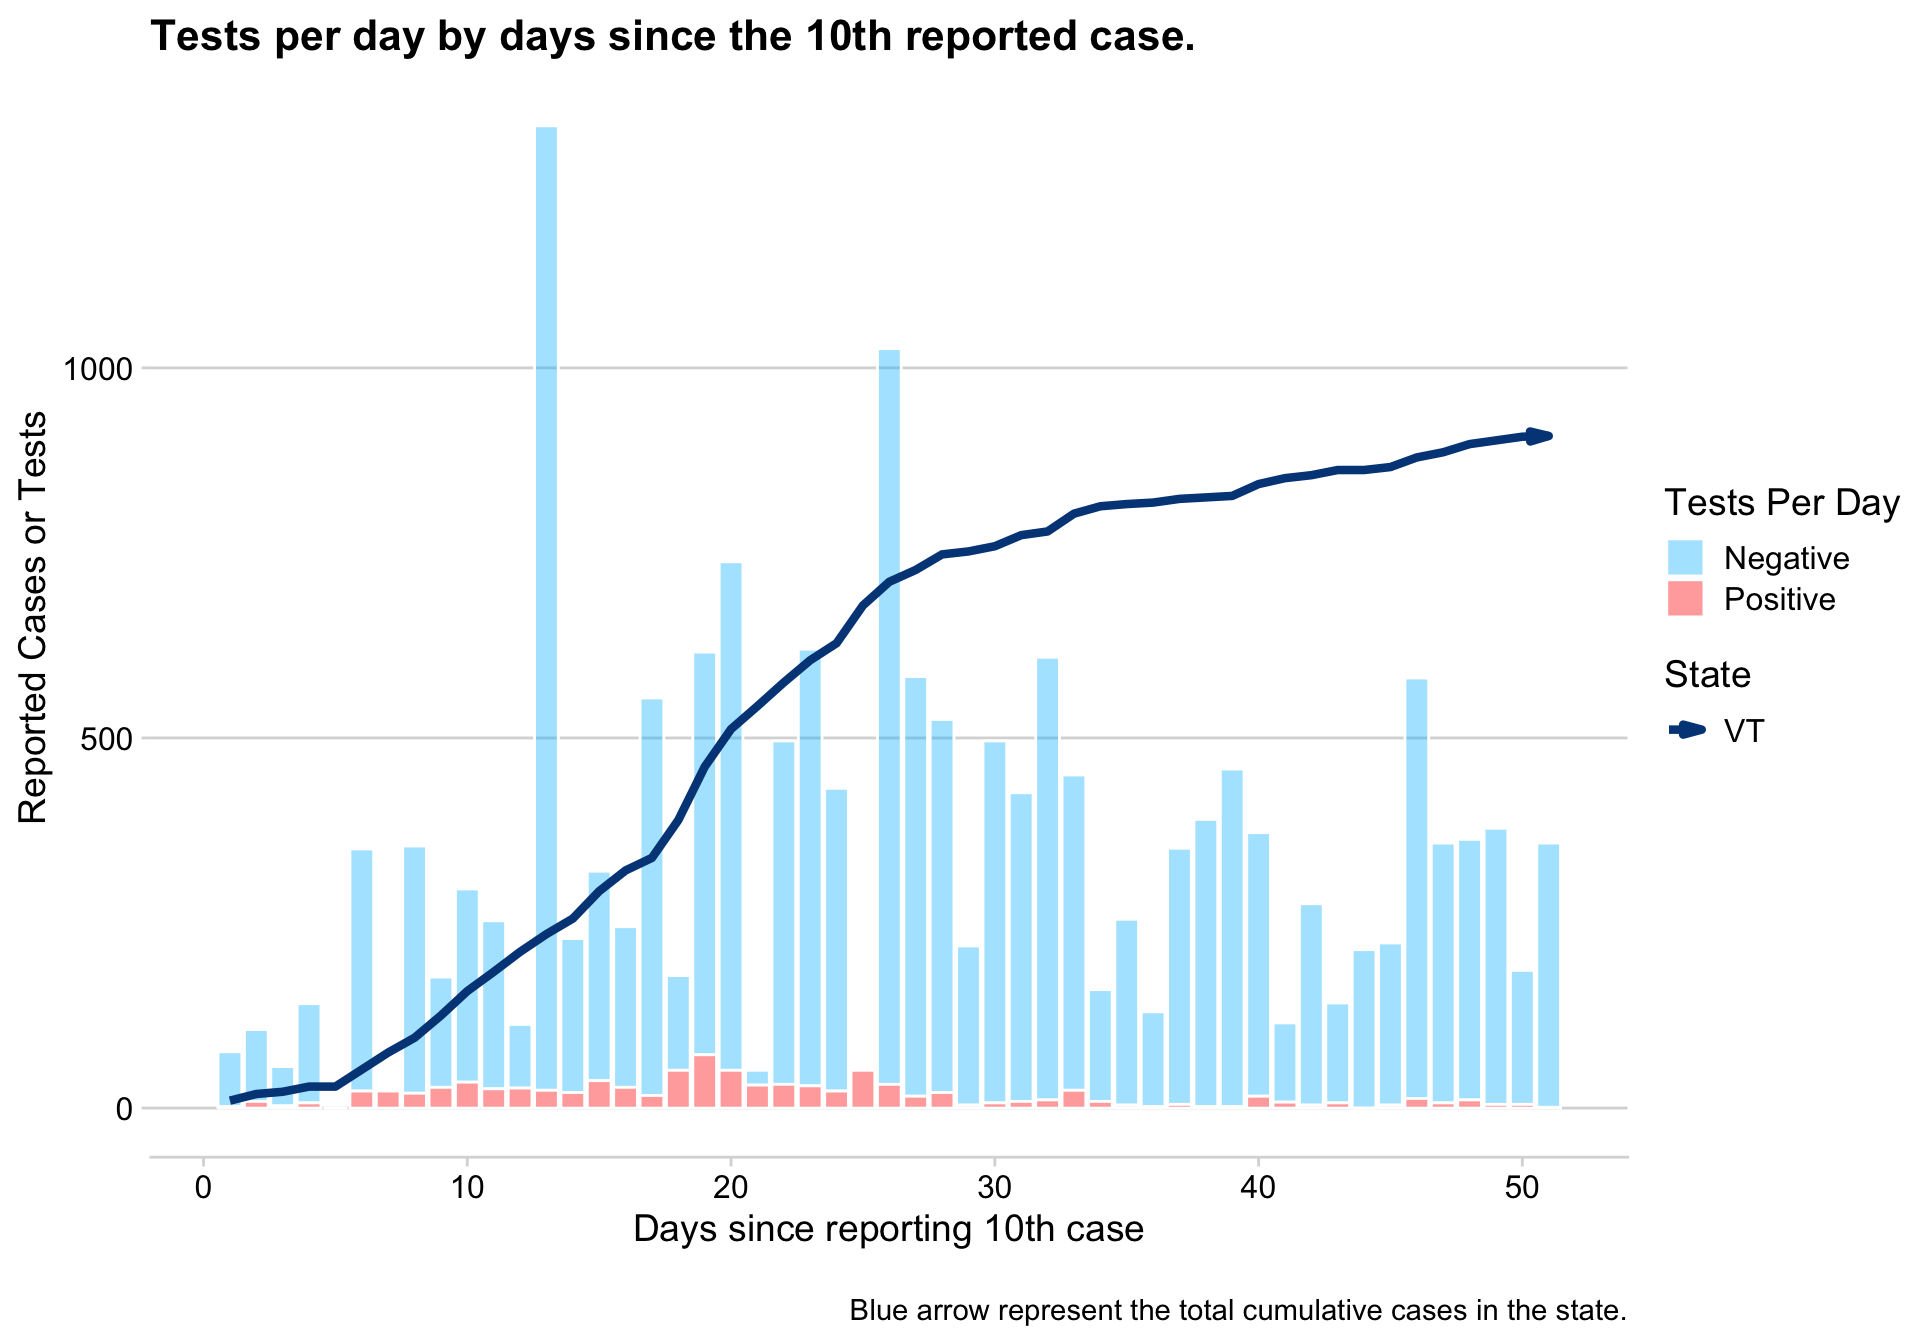 Tests per day by days since the 10th reported case.
1000
500
0
Reported Cases or Tests
0 10 20 30 40 50
Days since reporting 10th case
Tests Per Day
Negative
Positive
State
VT
Blue arrow represent the total cumulative cases in the state.